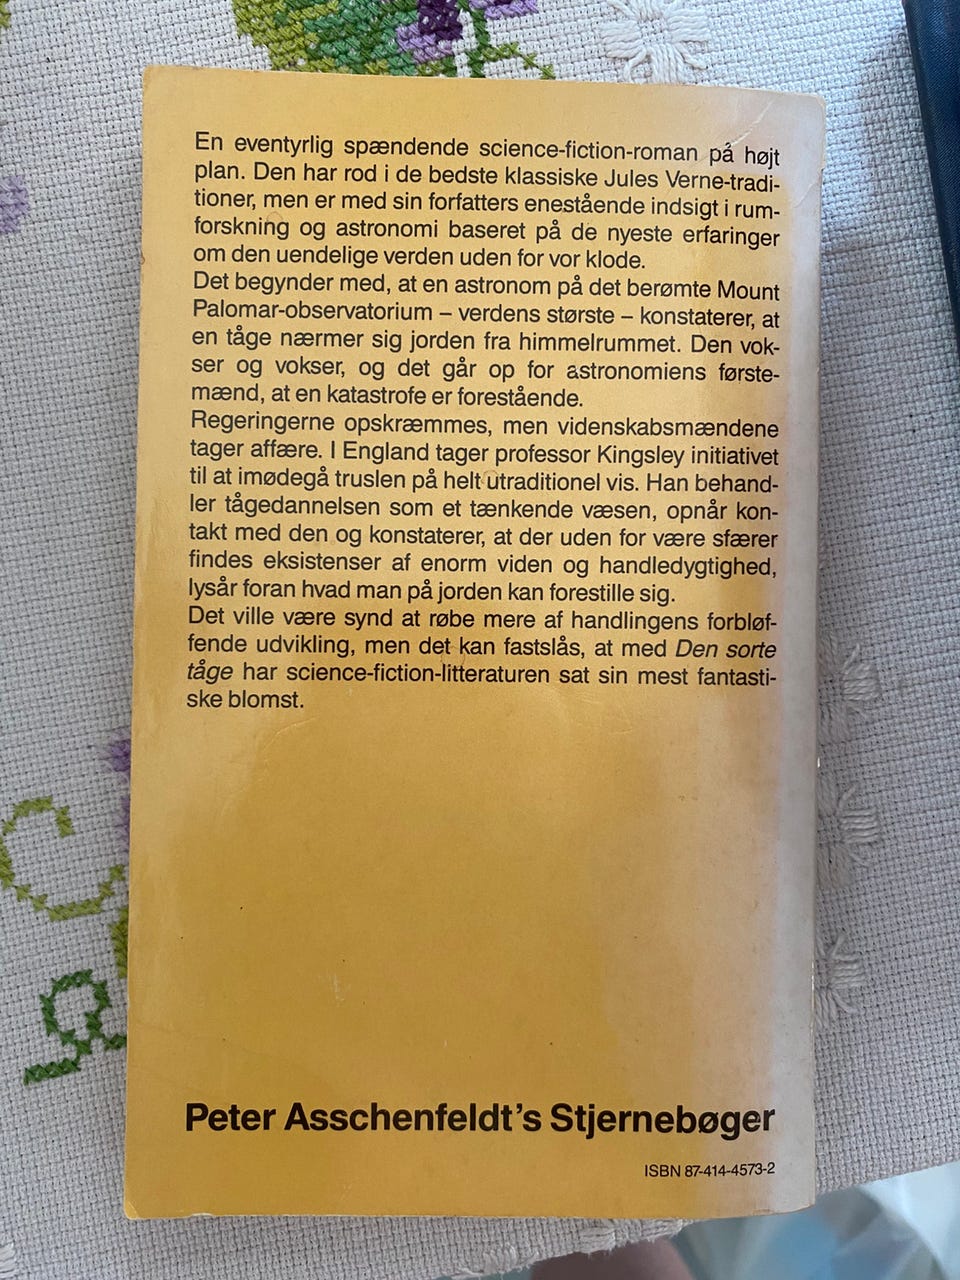 En eventyrlig spændende science-fiction-roman på højt
plan. Den har rod i de bedste klassiske Jules Verne-tradi-
tioner, men er med sin forfatters enestående indsigt i rum-
forskning og astronomi baseret på de nyeste erfaringer
om den uendelige verden uden for vor klode.
Det begynder med, at en astronom på det berømte Mount
Palomar-observatorium – verdens største – konstaterer, at
en tåge nærmer sig jorden fra himmelrummet. Den vok-
ser og vokser, og det går op for astronomiens første-
mænd, at en katastrofe er forestående.
Regeringerne opskræmmes, men videnskabsmændene
tager affære. I England tager professor Kingsley initiativet
til at imødegå truslen på helt utraditionel vis. Han behand-
ler tågedannelsen som et tænkende væsen, opnår kon-
takt med den og konstaterer, at der uden for være sfærer
findes eksistenser af enorm viden og handledygtighed,
lysår foran hvad man på jorden kan forestille sig.
Det ville være synd at røbe mere af handlingens forbløf-
fende udvikling, men det kan fastslås, at med Den sorte
tåge har science-fiction-litteraturen sat sin mest fantasti-
ske blomst.
Peter Asschenfeldt's Stjernebøger
ISBN 87-414-4573-2